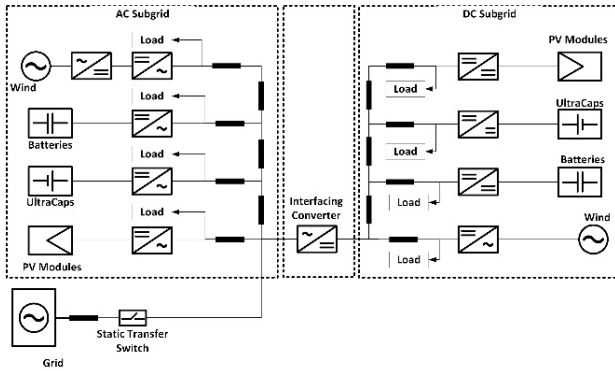 AC Subgrid
DC Subgrid
Load
Wind
Load
Batteries
Load
UltraCaps
Load
PV Modules
Interfacing
Converter
PV Modules
Load
UltraCaps
Load
Batteries
Load
Wind
Load
Static Transfer
Switch
Grid